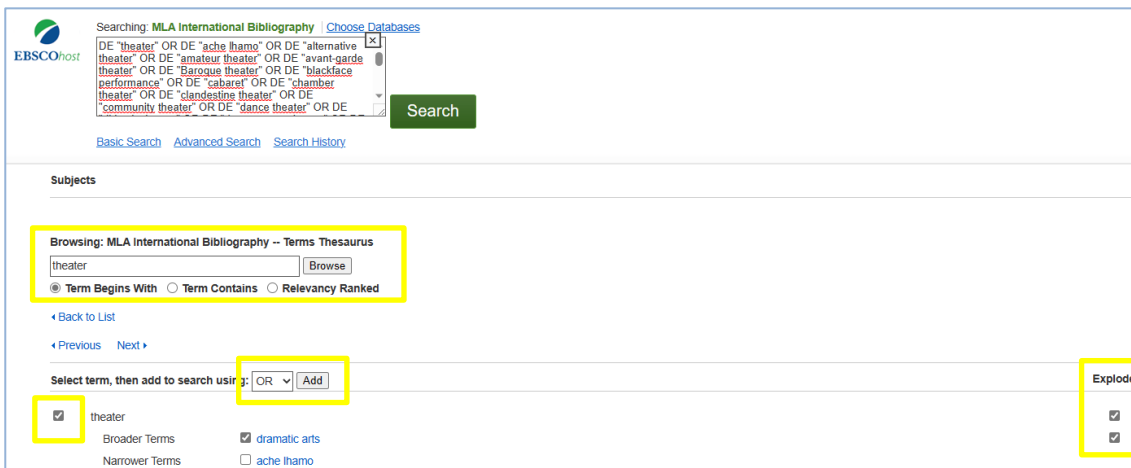 Searching: MLA International Bibliography Choose Databases
EBSCOhost
DE "theater" OR DE "ache lhamo" OR DE "alternative
theater" OR DE "amateur theater" OR DE "avant-garde
theater" OR DE "Baroque theater" OR DE "blackface
performance" OR DE "cabaret" OR DE "chamber
theater" OR DE "clandestine theater" OR DE
"community theater" OR DE "dance theater" OR DE
Search
Basic Search Advanced Search Search History
Subjects
Browsing: MLA International Bibliography -- Terms Thesaurus
theater Browse
Term Begins With Term Contains Relevancy Ranked
Back to List
Previous Next
Select term, then add to search using: OR Add
Explode
theater
Broader Terms dramatic arts
Narrower Terms ache lhamo